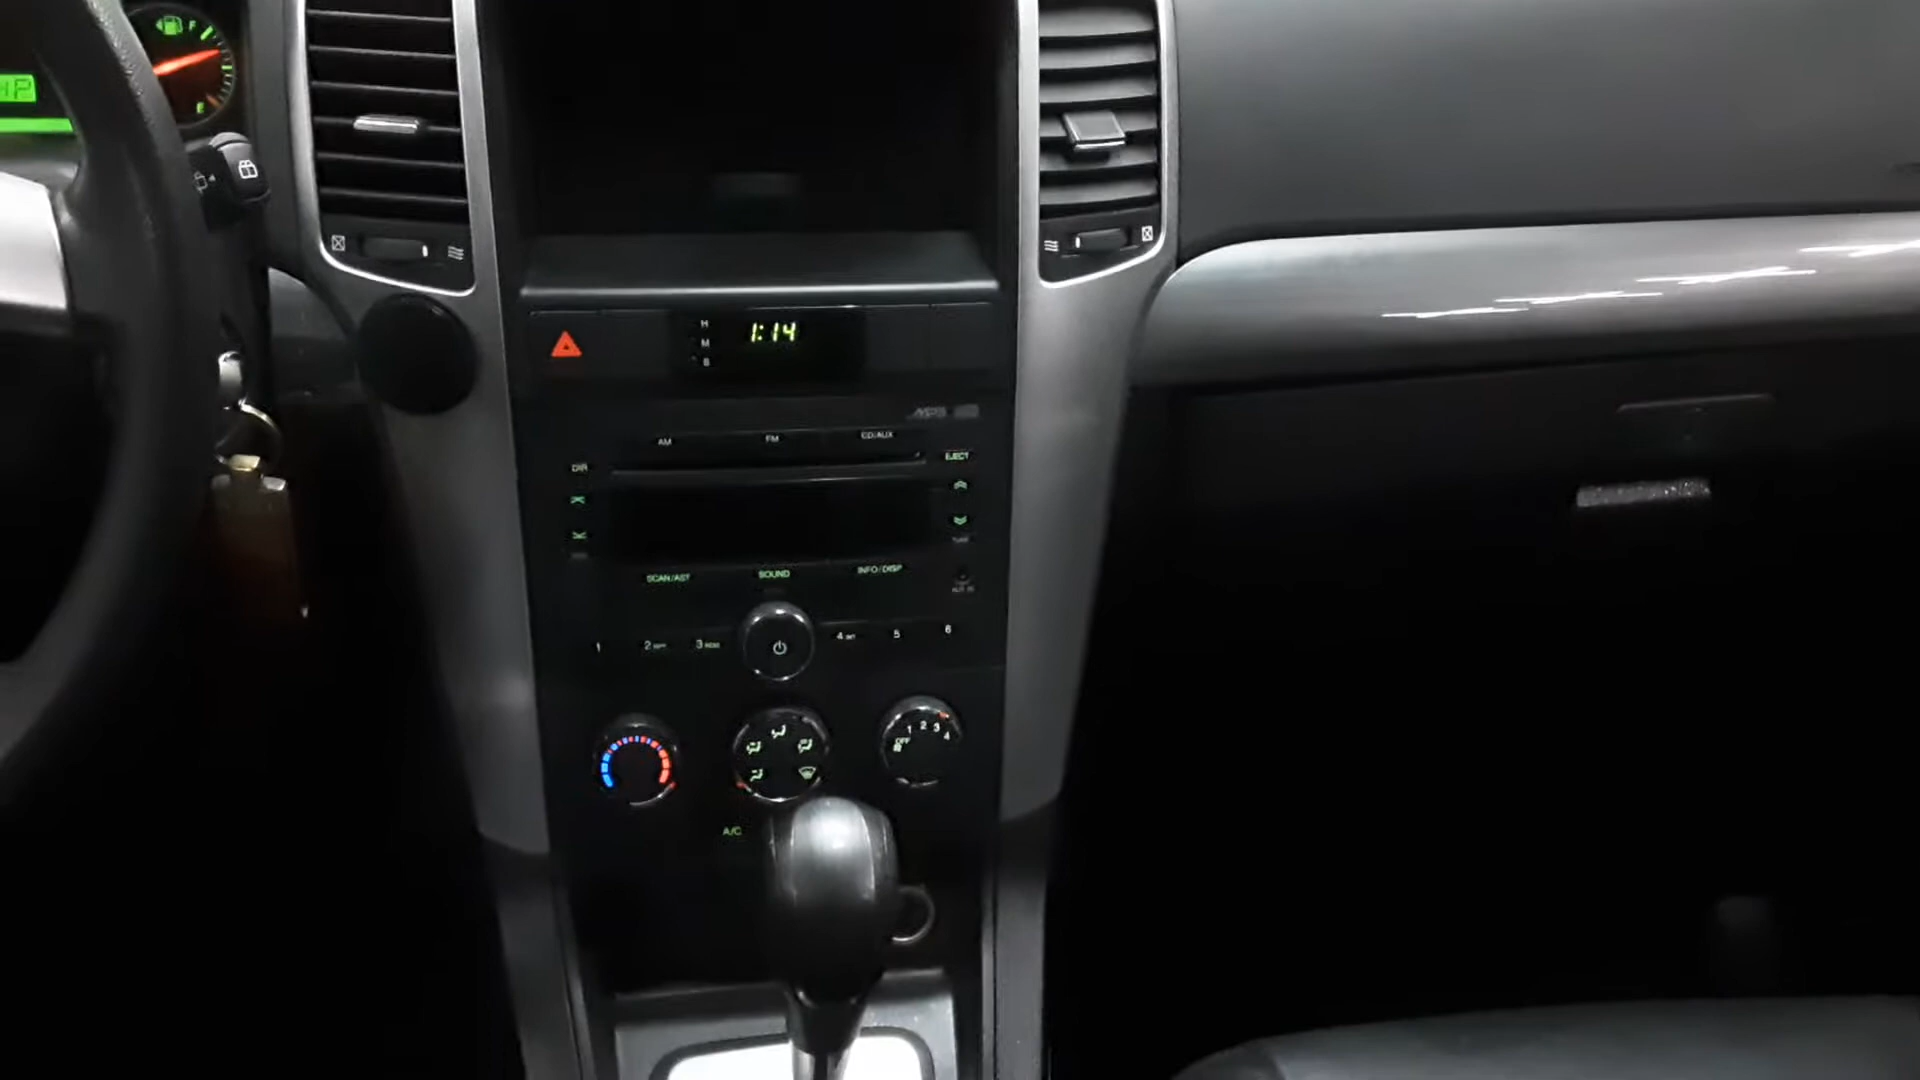 F
E
P
H
M
1:14
MP3
AM
FM
CD/AUX
DIR
EJECT
SCAN/AST
SOUND
INFO/DISP
1
2
3
4
5
6
OFF 1 2 3 4
A/C